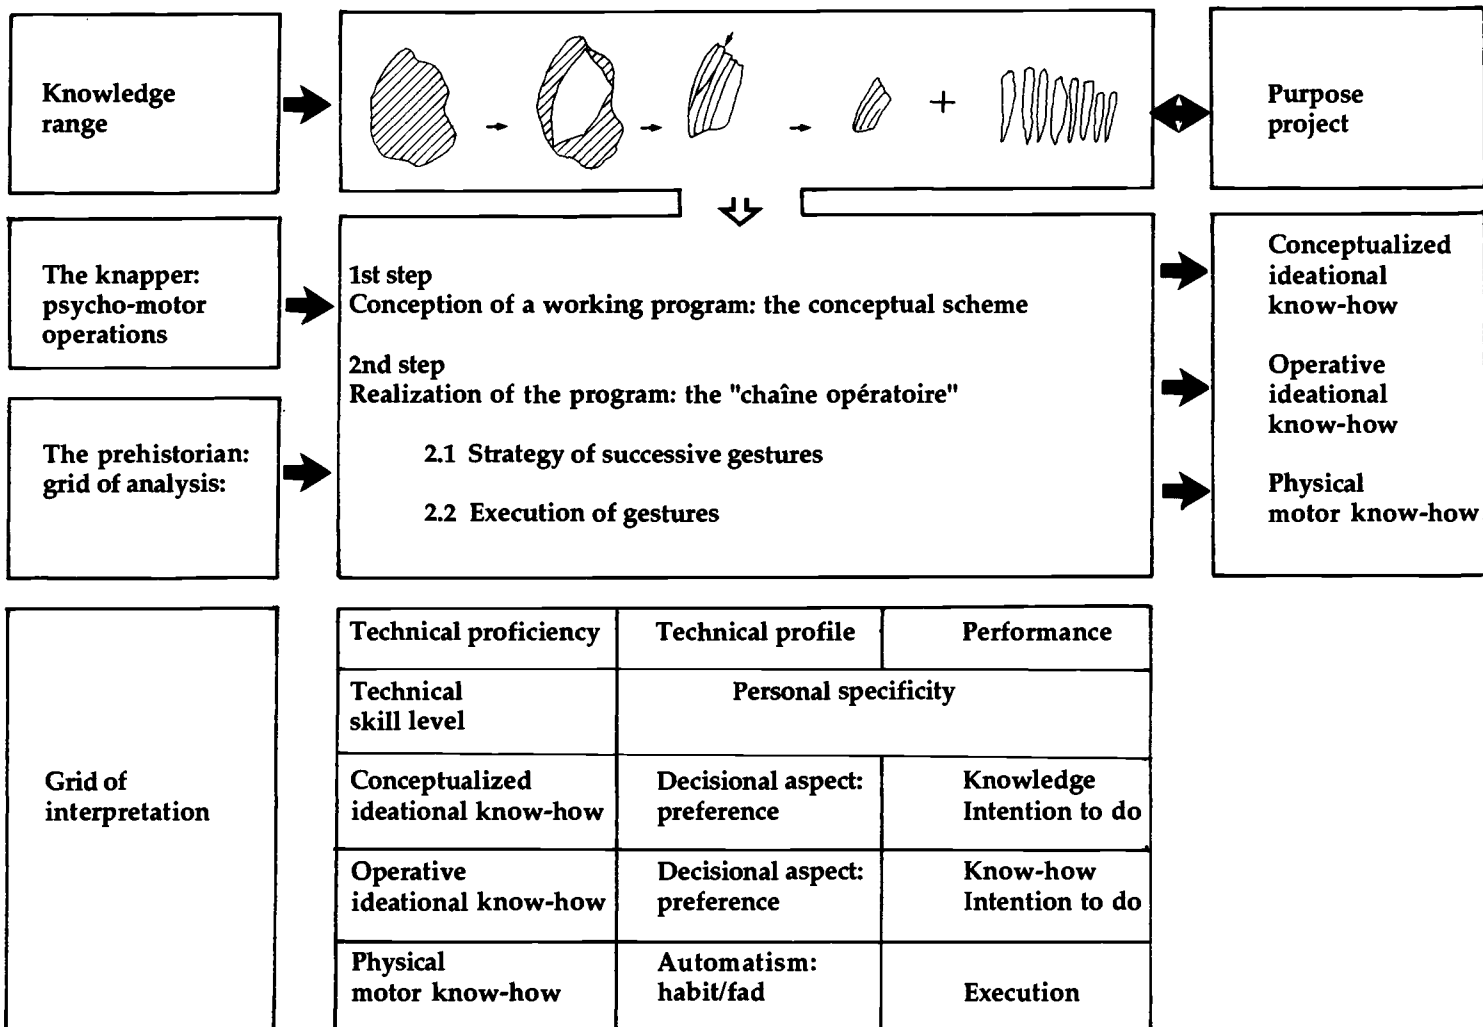 Knowledge
range
+
Purpose
project
The knapper:
psycho-motor
operations
1st step
Conception of a working program: the conceptual scheme
2nd step
Realization of the program: the "chaîne opératoire"
2.1 Strategy of successive gestures
2.2 Execution of gestures
Conceptualized
ideational
know-how
Operative
ideational
know-how
Physical
motor know-how
The prehistorian:
grid of analysis:
Grid of
interpretation
Technical proficiency
Technical profile
Performance
Technical
skill level
Personal specificity
Conceptualized
ideational know-how
Decisional aspect:
preference
Knowledge
Intention to do
Operative
ideational know-how
Decisional aspect:
preference
Know-how
Intention to do
Physical
motor know-how
Automatism:
habit/fad
Execution